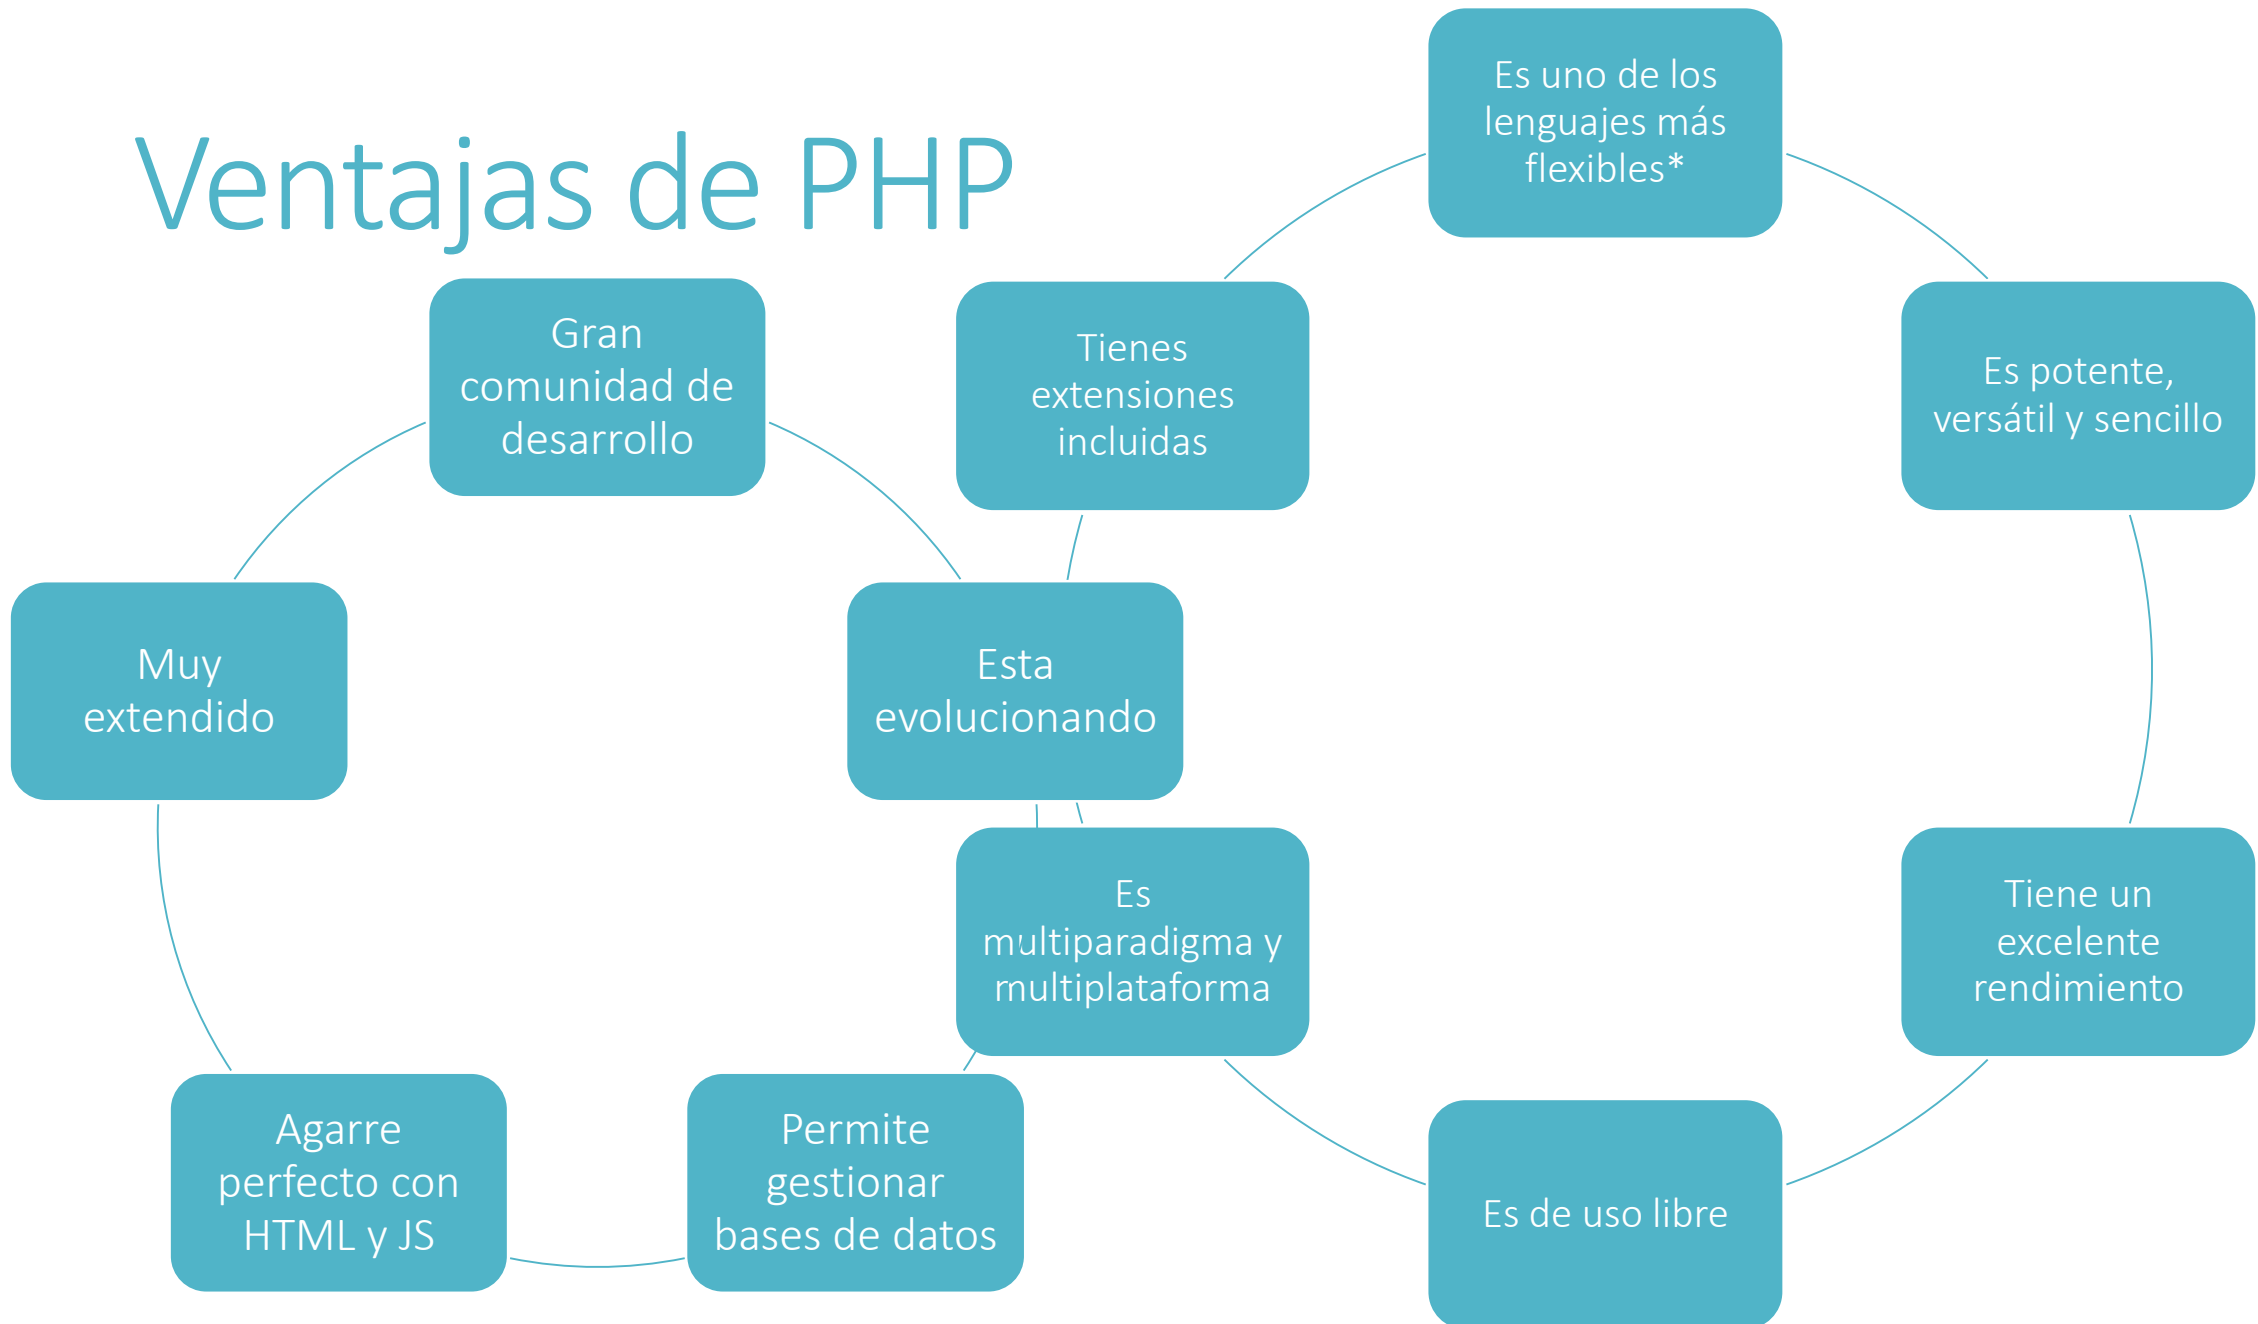 Ventajas de PHP
Gran
comunidad de
desarrollo
Esta
evolucionando
Permite
gestionar
bases de datos
Agarre
perfecto con
HTML y JS
Muy
extendido
Es uno de los
lenguajes más
flexibles*
Es potente,
versátil y sencillo
Tiene un
excelente
rendimiento
Es de uso libre
Es
multiparadigma y
multiplataforma
Tienes
extensiones
incluidas